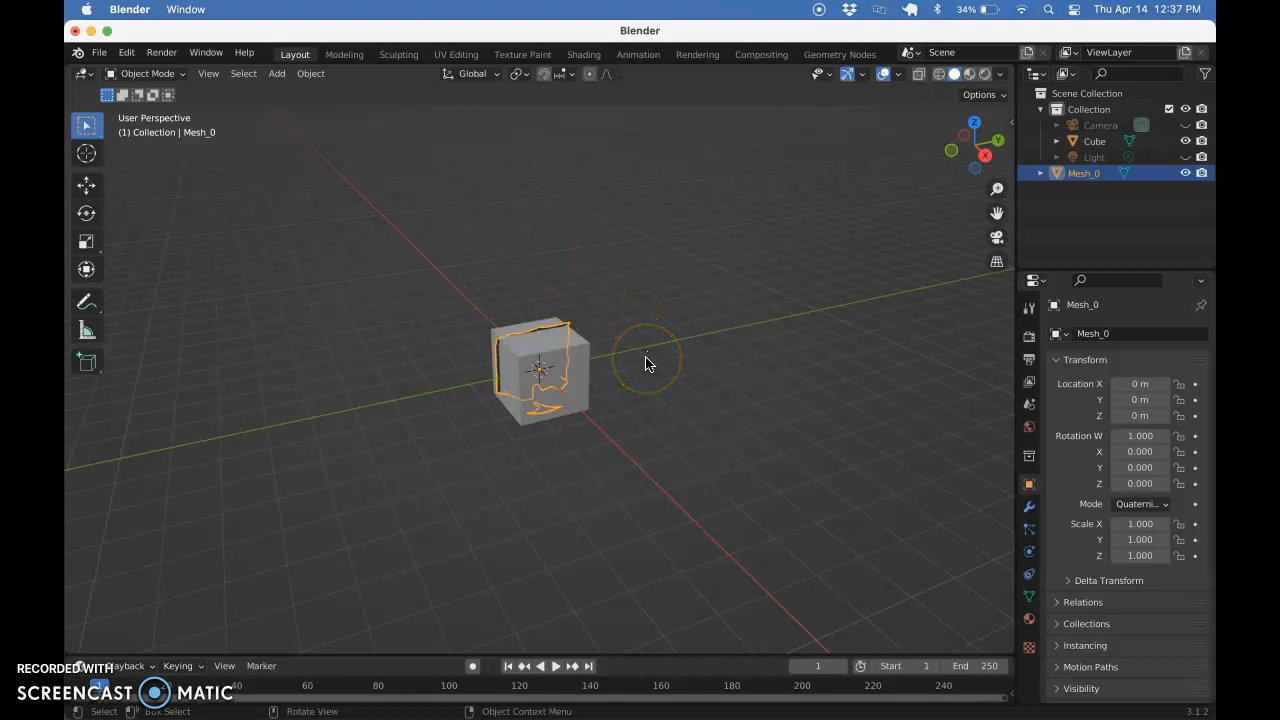 Blender Window 34% Thu Apr 14 12:37 PM
Blender
File Edit Render Window Help Layout Modeling Sculpting UV Editing Texture Paint Shading Animation Rendering Compositing Geometry Nodes Scene ViewLayer
Object Mode View Select Add Object Global
Options
User Perspective
(1) Collection | Mesh_0
Z
Y
X
Scene Collection
Collection
Camera
Cube
Light
Mesh_0
Mesh_0
Mesh_0
Transform
Location X 0 m
Y 0 m
Z 0 m
Rotation W 1.000
X 0.000
Y 0.000
Z 0.000
Mode Quaterni...
Scale X 1.000
Y 1.000
Z 1.000
Delta Transform
Relations
Collections
Instancing
Motion Paths
Visibility
Playback Keying View Marker 1 Start 1 End 250
1 20 40 60 80 100 120 140 160 180 200 220 240
Select Box Select Rotate View Object Context Menu 3.1.2
RECORDED WITH
SCREENCAST MATIC